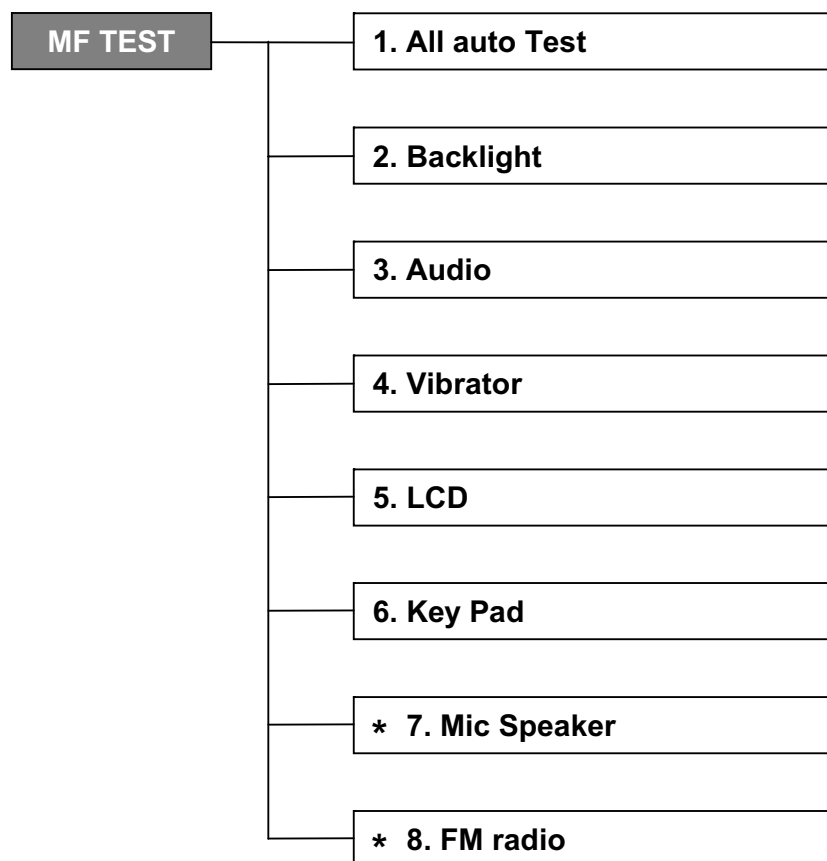 MF TEST
1. All auto Test
2. Backlight
3. Audio
4. Vibrator
5. LCD
6. Key Pad
* 7. Mic Speaker
* 8. FM radio